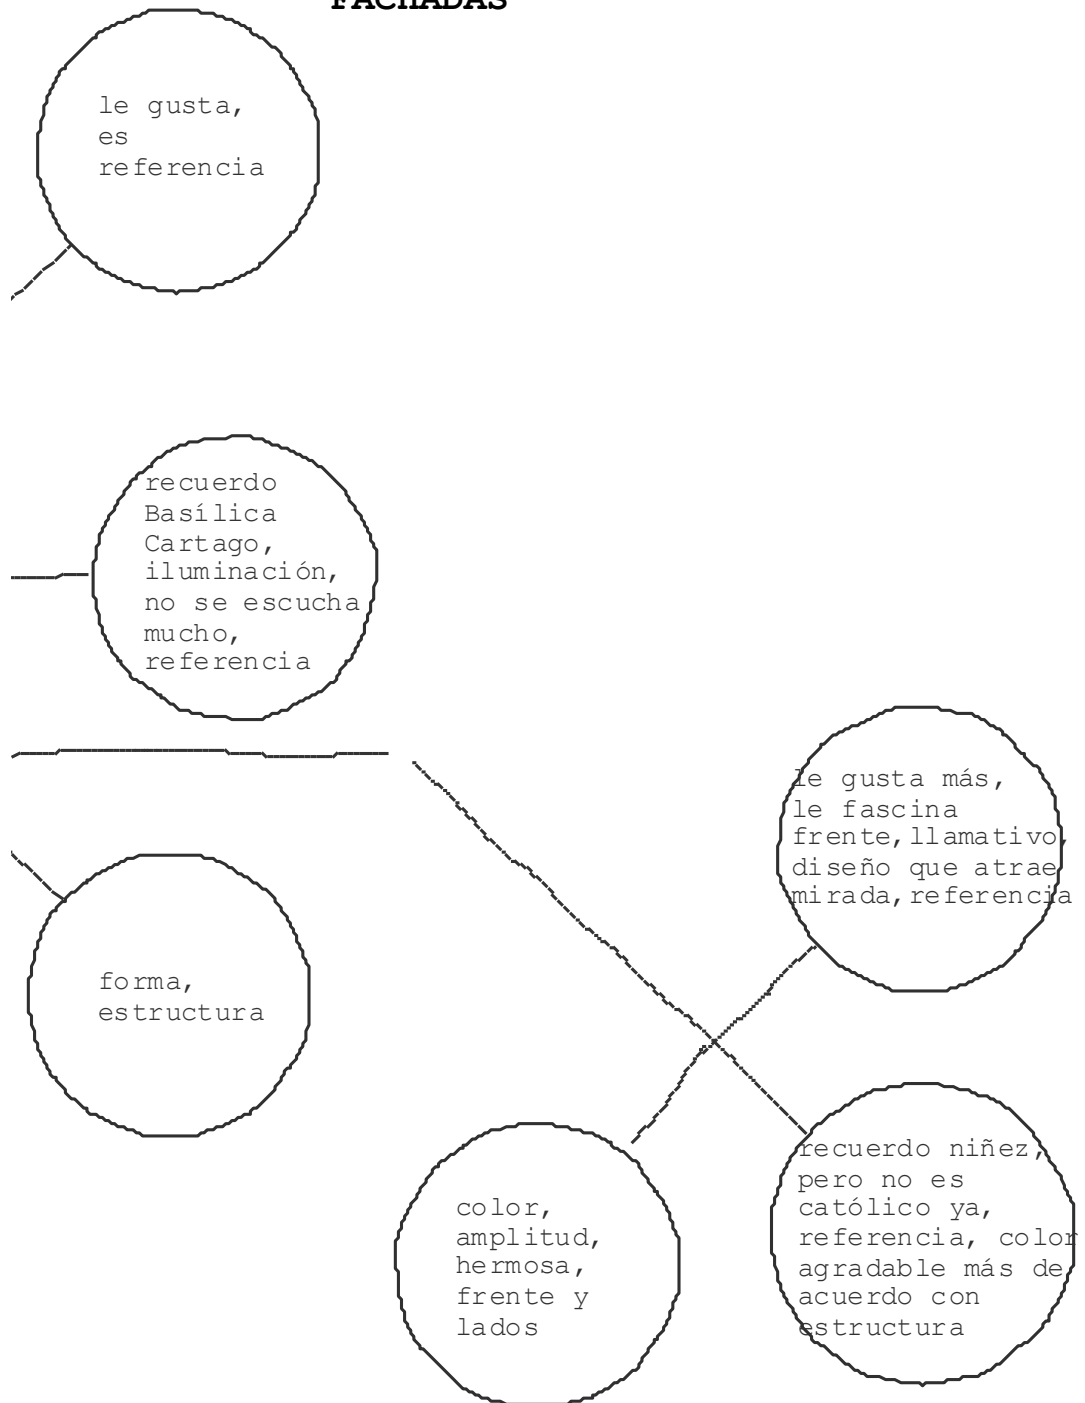 FACHADAS
le gusta,
es
referencia
recuerdo
Basílica
Cartago,
iluminación,
no se escucha
mucho,
referencia
le gusta más,
le fascina
frente,llamativo,
diseño que atrae
mirada,referencia
forma,
estructura
color,
amplitud,
hermosa,
frente y
lados
recuerdo niñez,
pero no es
católico ya,
referencia, color
agradable más de
acuerdo con
estructura